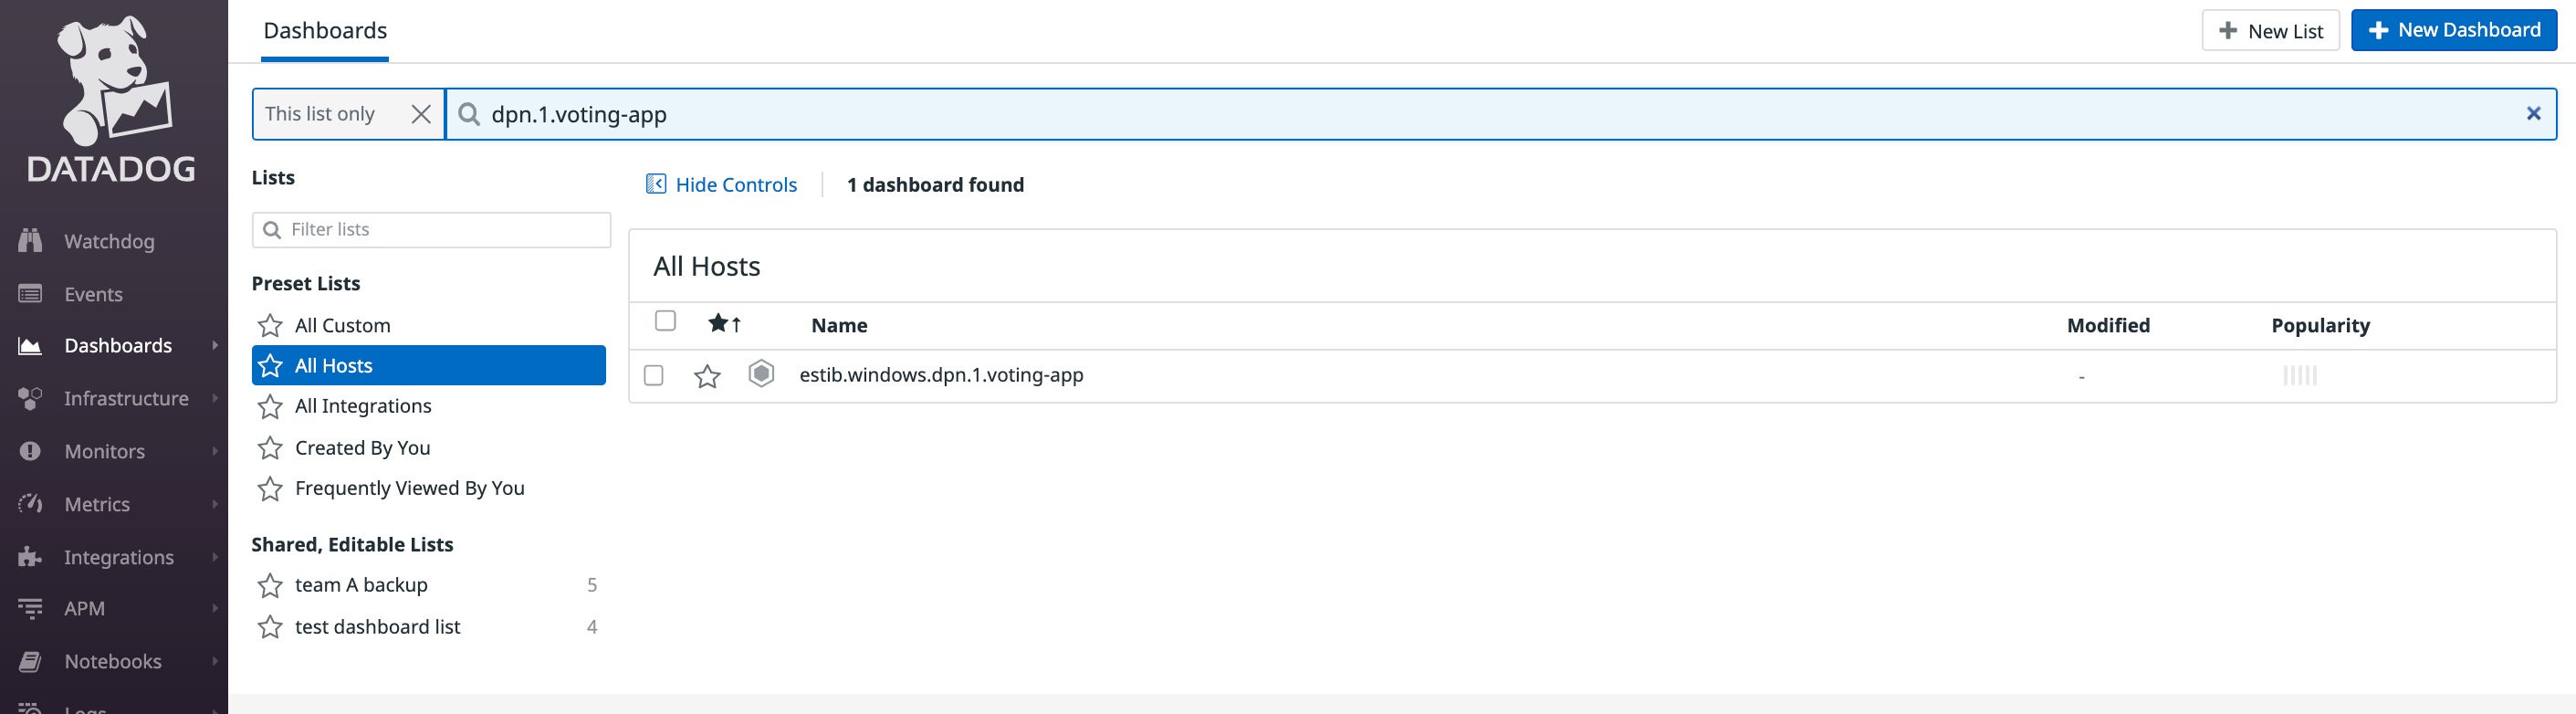 DATADOG
Watchdog
Events
Dashboards
Infrastructure
Monitors
Metrics
Integrations
APM
Notebooks
Logs
Dashboards
New List
New Dashboard
This list only
dpn.1.voting-app
Lists
Filter lists
Preset Lists
All Custom
All Hosts
All Integrations
Created By You
Frequently Viewed By You
Shared, Editable Lists
team A backup 5
test dashboard list 4
Hide Controls
1 dashboard found
All Hosts
Name Modified Popularity
estib.windows.dpn.1.voting-app -